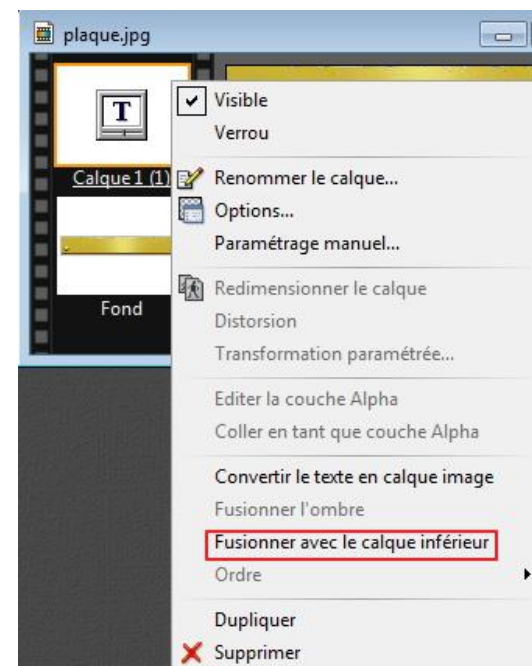 plaque.jpg
T
Visible
Verrou
Calque 1 (1)
Renommer le calque...
Options...
Paramétrage manuel...
Redimensionner le calque
Fond
Distorsion
Transformation paramétrée...
Editer la couche Alpha
Coller en tant que couche Alpha
Convertir le texte en calque image
Fusionner l'ombre
Fusionner avec le calque inférieur
Ordre
Dupliquer
Supprimer